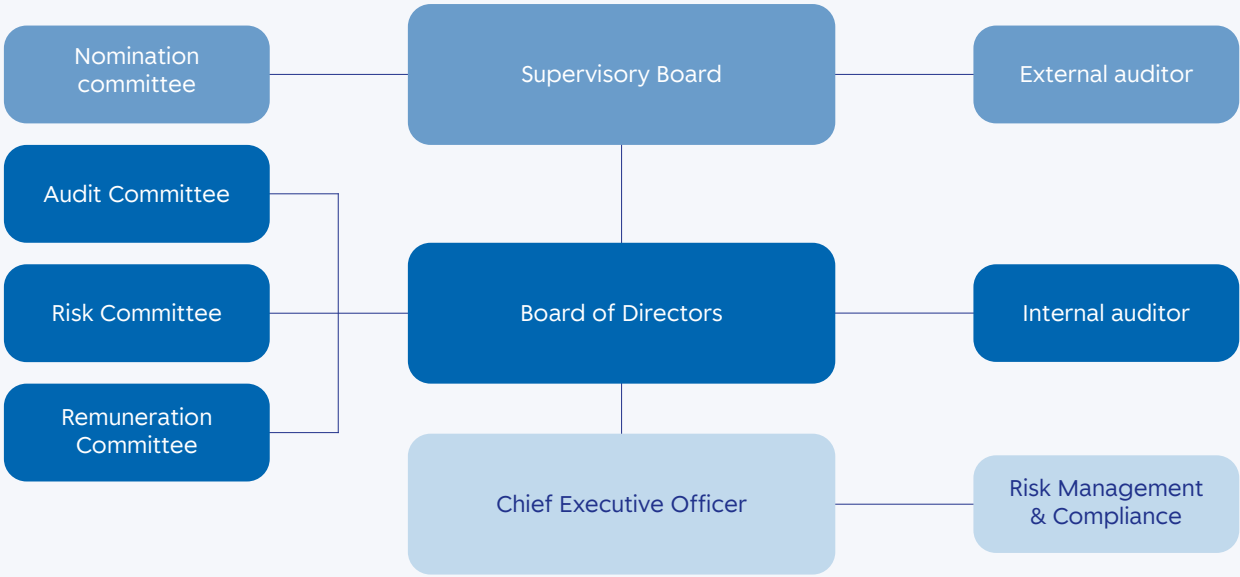 Nomination
committee
Supervisory Board
External auditor
Audit Committee
Risk Committee
Board of Directors
Internal auditor
Remuneration
Committee
Chief Executive Officer
Risk Management
& Compliance